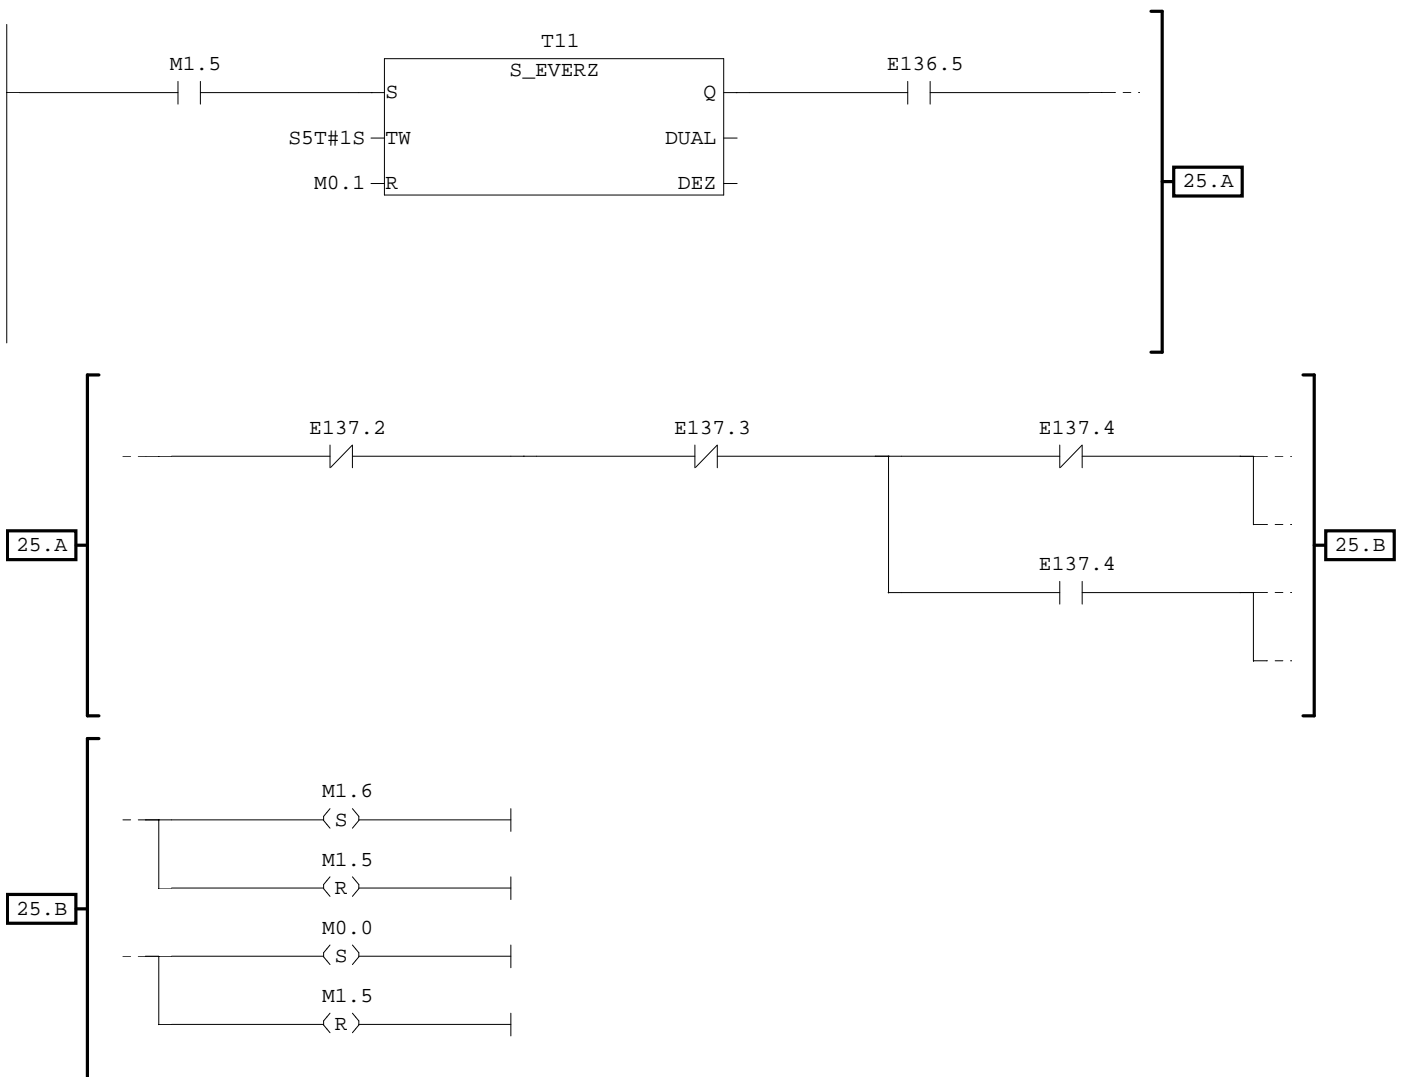 T11
M1.5
S_EVERZ
E136.5
S
Q
S5T#1S
TW
DUAL
M0.1
R
DEZ
25.A
E137.2
E137.3
E137.4
25.A
E137.4
25.B
M1.6
S
M1.5
R
25.B
M0.0
S
M1.5
R